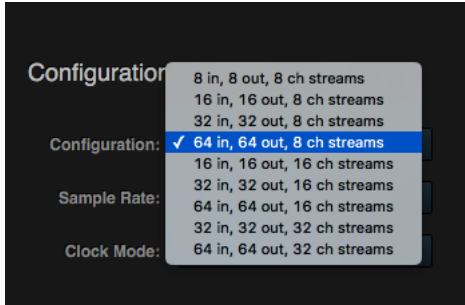 Configuration
8 in, 8 out, 8 ch streams
16 in, 16 out, 8 ch streams
32 in, 32 out, 8 ch streams
Configuration: ✓ 64 in, 64 out, 8 ch streams
16 in, 16 out, 16 ch streams
32 in, 32 out, 16 ch streams
Sample Rate:
64 in, 64 out, 16 ch streams
32 in, 32 out, 32 ch streams
Clock Mode:
64 in, 64 out, 32 ch streams